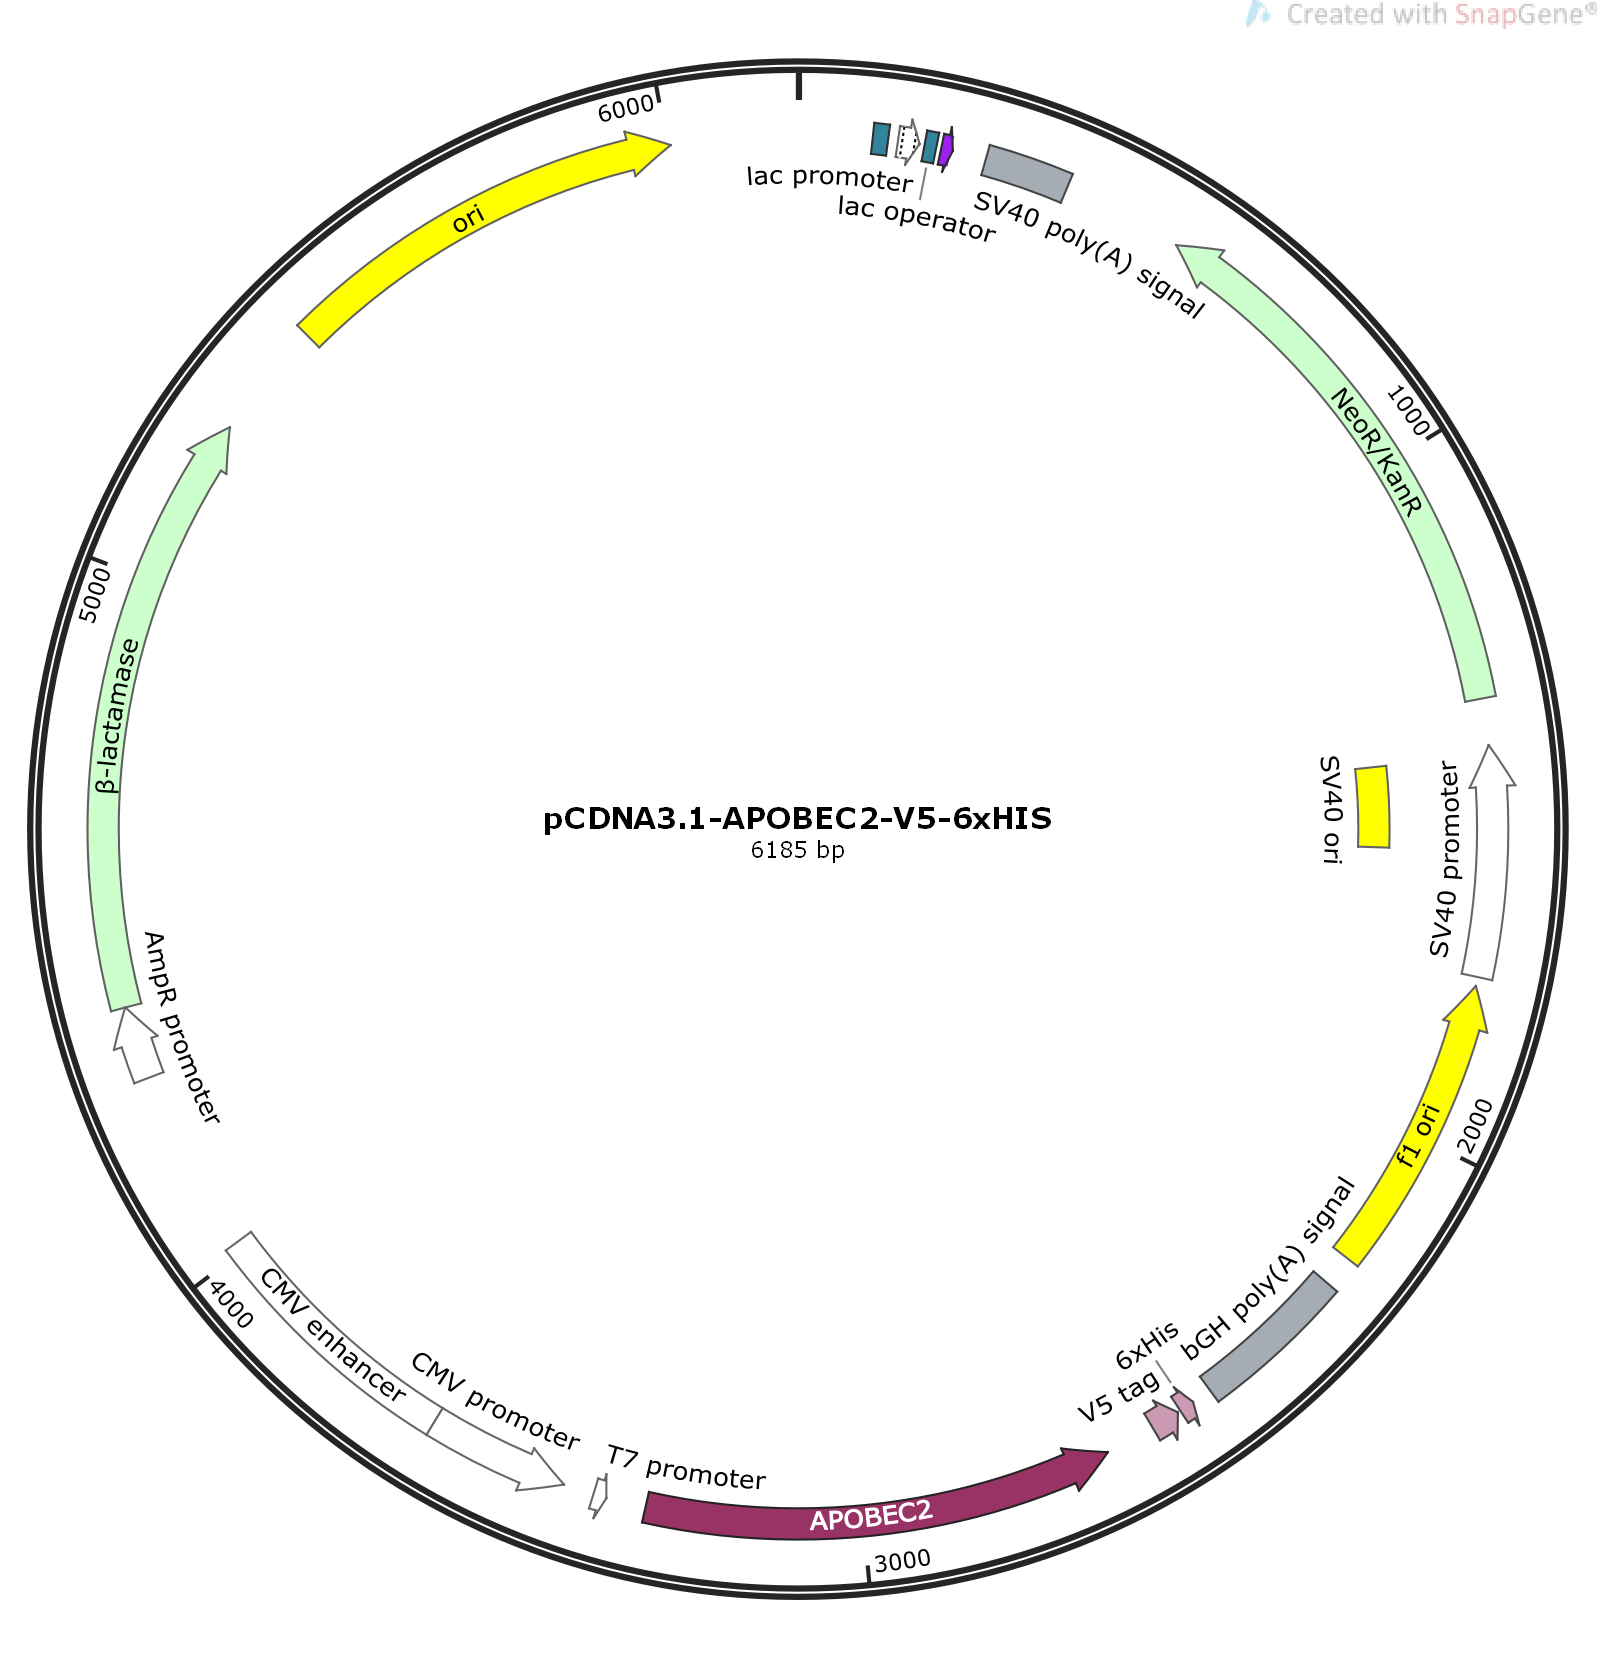 Created with SnapGene®
6000
lac promoter
lac operator
SV40 poly(A) signal
ori
1000
NeoR/KanR
5000
β-lactamase
SV40 ori
SV40 promoter
pCDNA3.1-APOBEC2-V5-6xHIS
6185 bp
AmpR promoter
2000
f1 ori
bGH poly(A) signal
6xHis
V5 tag
4000
CMV enhancer
CMV promoter
T7 promoter
APOBEC2
3000